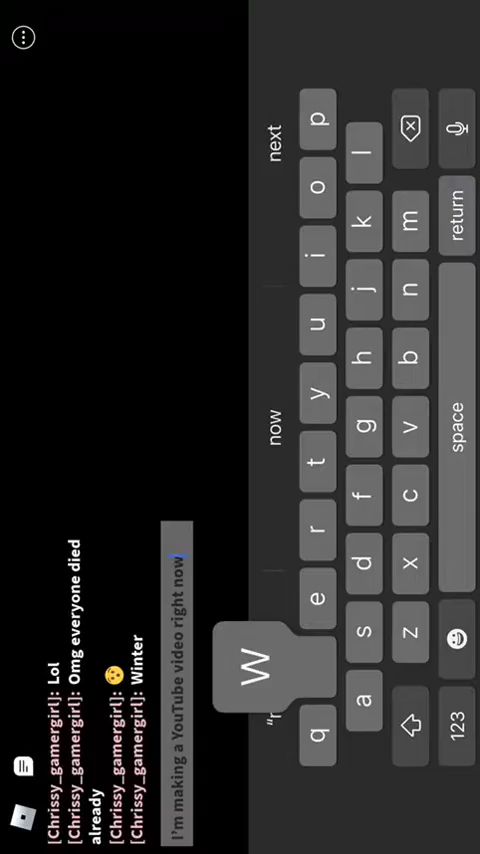 [Chrissy_gamergirl]: Lol
[Chrissy_gamergirl]: Omg everyone died
already
[Chrissy_gamergirl]: 😮
[Chrissy_gamergirl]: Winter
I'm making a YouTube video right now
now
next
W
q
e
r
t
y
u
i
o
p
a
s
d
f
g
h
j
k
l
z
x
c
v
b
n
m
123
space
return